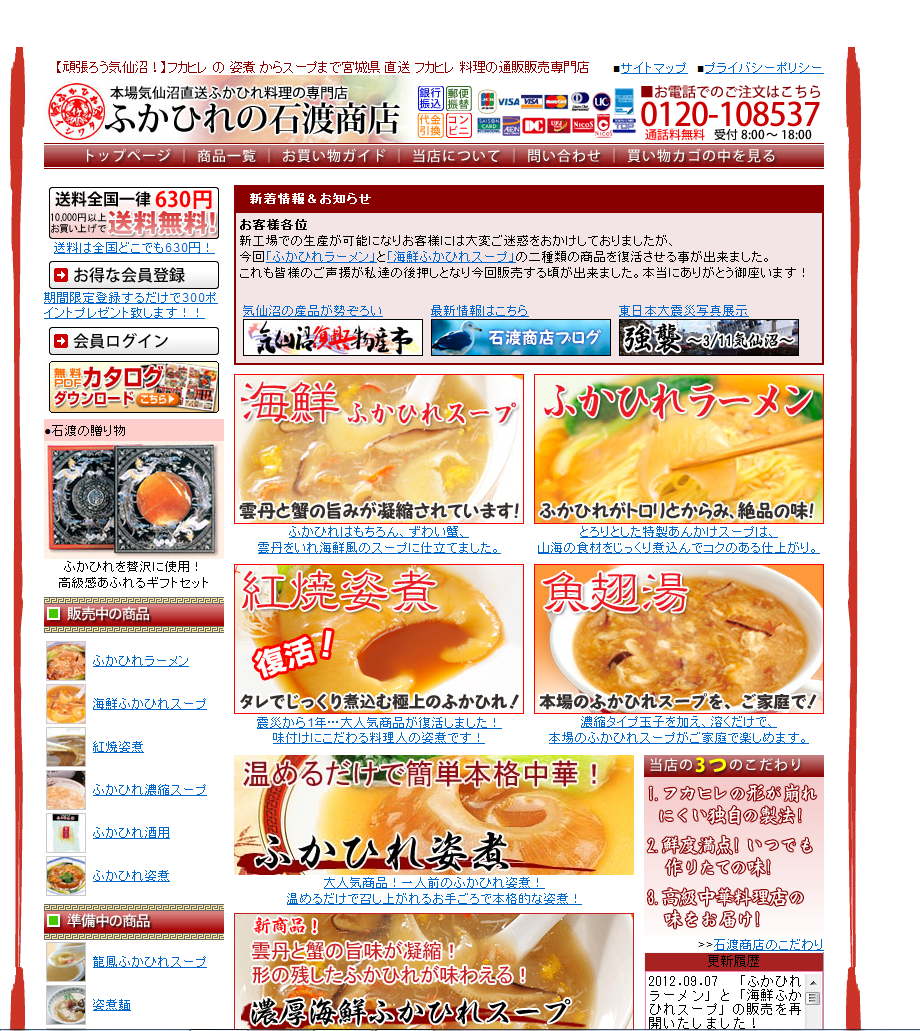 【頑張ろう気仙沼！】フカヒレ の 姿煮 からスープまで宮城県 直送 フカヒレ 料理の通販販売専門店
■サイトマップ ■プライバシーポリシー
本場気仙沼直送ふかひれ料理の専門店
ふかひれの石渡商店
銀行振込
郵便振替
代金引換
コンビニ
JCB VISA VISA MasterCard UC
SAISON CARD AEON DC UFJ NICOS NICOS TOP
■お電話でのご注文はこちら
0120-108537
通話料無料 受付 8:00～18:00
トップページ 商品一覧 お買い物ガイド 当店について 問い合わせ 買い物カゴの中を見る
送料全国一律 630円
10,000円以上
お買い上げで 送料無料!
送料は全国どこでも630円！
お得な会員登録
期間限定登録するだけで300ポ
イントプレゼント致します！！
会員ログイン
無料PDF カタログ
ダウンロード こちら
●石渡の贈り物
ふかひれを贅沢に使用！
高級感あふれるギフトセット
販売中の商品
ふかひれラーメン
海鮮ふかひれスープ
紅焼姿煮
ふかひれ濃縮スープ
ふかひれ酒用
ふかひれ姿煮
準備中の商品
龍鳳ふかひれスープ
姿煮麺
新着情報＆お知らせ
お客様各位
新工場での生産が可能になりお客様には大変ご迷惑をおかけしておりましたが、
今回「ふかひれラーメン」と「海鮮ふかひれスープ」の二種類の商品を復活させる事が出来ました。
これも皆様のご声援が私達の後押しとなり今回販売する頃が出来ました。本当にありがとう御座います！
気仙沼の産品が勢ぞろい 最新情報はこちら 東日本大震災写真展示
気仙沼復興物産市 石渡商店ブログ 強襲 ～3/11気仙沼～
海鮮 ふかひれスープ
雲丹と蟹の旨みが凝縮されています!
ふかひれはもちろん、ずわい蟹、
雲丹をいれ海鮮風のスープに仕立てました。
ふかひれラーメン
ふかひれがトロリとからみ、絶品の味!
とろりとした特製あんかけスープは、
山海の食材をじっくり煮込んでコクのある仕上がり。
紅焼姿煮
復活！
タレでじっくり煮込む極上のふかひれ！
震災から1年…大人気商品が復活しました！
味付けにこだわる料理人の姿煮です！
魚翅湯
本場のふかひれスープを、ご家庭で!
濃縮タイプ玉子を加え、溶くだけで、
本場のふかひれスープがご家庭で楽しめます。
温めるだけで簡単本格中華！
ふかひれ姿煮
大人気商品！一人前のふかひれ姿煮！
温めるだけで召し上がれるお手ごろで本格的な姿煮！
新商品！
雲丹と蟹の旨味が凝縮！
形の残したふかひれが味わえる！
濃厚海鮮ふかひれスープ
当店の3つのこだわり
1.フカヒレの形が崩れ
にくい独自の製法!
2.鮮度満点! いつでも
作りたての味!
3.高級中華料理店の
味をお届け!
>>石渡商店のこだわり
更新履歴
2012.09.07 「ふかひれ
ラーメン」と「海鮮ふか
ひれスープ」の販売を再
開いたしました！